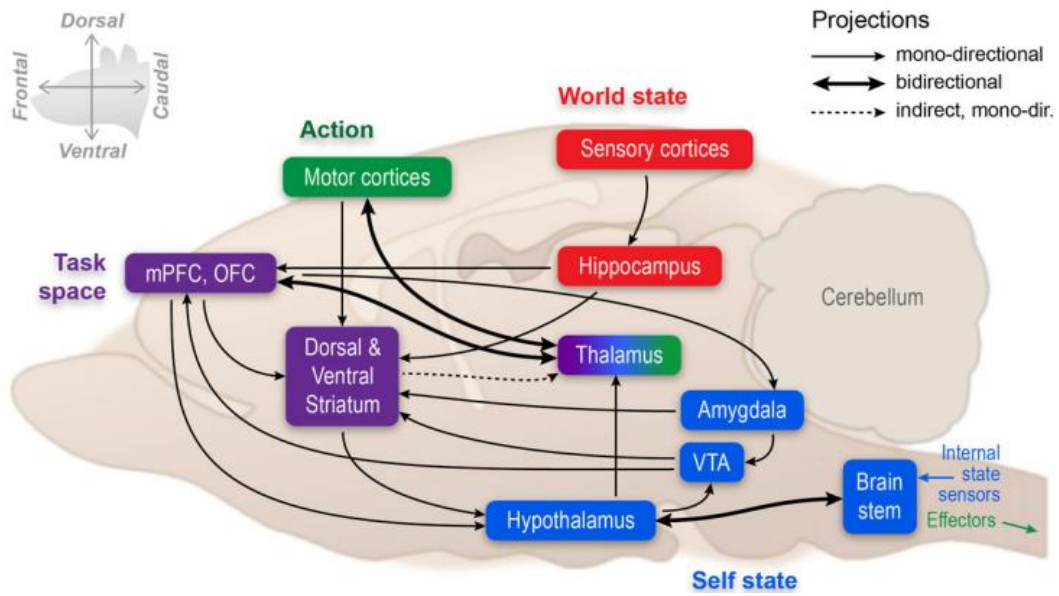 Dorsal
Frontal
Caudal
Ventral
Projections
mono-directional
bidirectional
indirect, mono-dir.
World state
Action
Sensory cortices
Motor cortices
Task
space
mPFC, OFC
Hippocampus
Cerebellum
Dorsal &
Ventral
Striatum
Thalamus
Amygdala
VTA
Hypothalamus
Brain
stem
Internal
state
sensors
Effectors
Self state